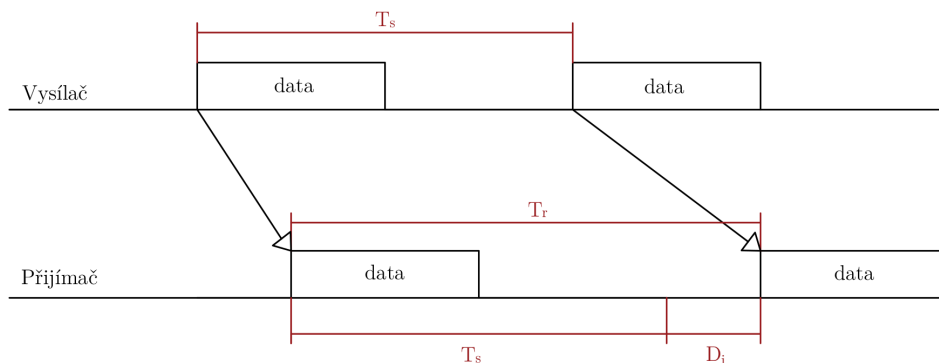 Ts
data
data
Vysílač
Tr
data
data
Přijímač
Ts
Di